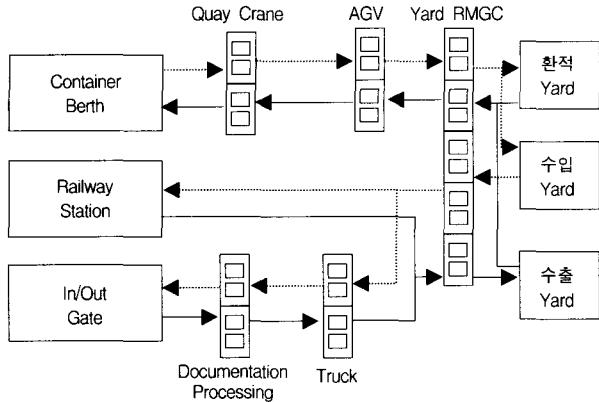 Quay Crane
AGV
Yard RMGC
Container
Berth
환적
Yard
수입
Yard
Railway
Station
In/Out
Gate
수출
Yard
Documentation
Processing
Truck